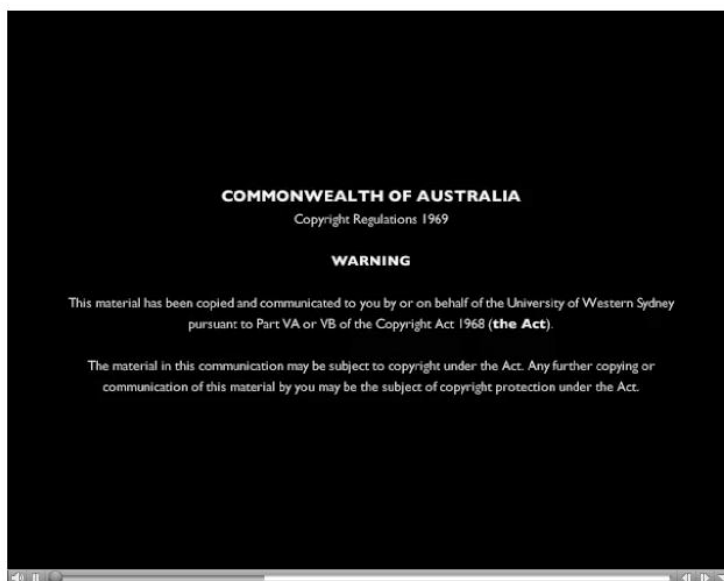 COMMONWEALTH OF AUSTRALIA
Copyright Regulations 1969
WARNING
This material has been copied and communicated to you by or on behalf of the University of Western Sydney
pursuant to Part VA or VB of the Copyright Act 1968 (the Act).
The material in this communication may be subject to copyright under the Act. Any further copying or
communication of this material by you may be the subject of copyright protection under the Act.